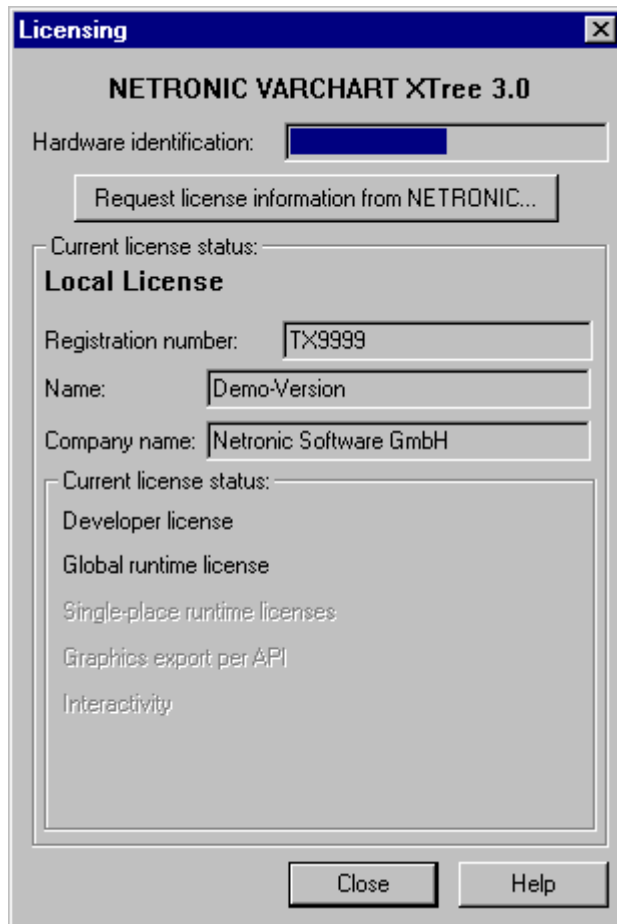 Licensing
NETRONIC VARCHART XTree 3.0
Hardware identification:
Request license information from NETRONIC...
Current license status:
Local License
Registration number: TX9999
Name: Demo-Version
Company name: Netronic Software GmbH
Current license status:
Developer license
Global runtime license
Single-place runtime licenses
Graphics export per API
Interactivity
Close Help